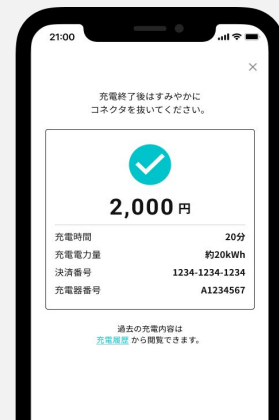 21:00
充電終了後はすみやかに
コネクタを抜いてください。
2,000 円
充電時間 20分
充電電力量 約20kWh
決済番号 1234-1234-1234
充電器番号 A1234567
過去の充電内容は
充電履歴 から閲覧できます。